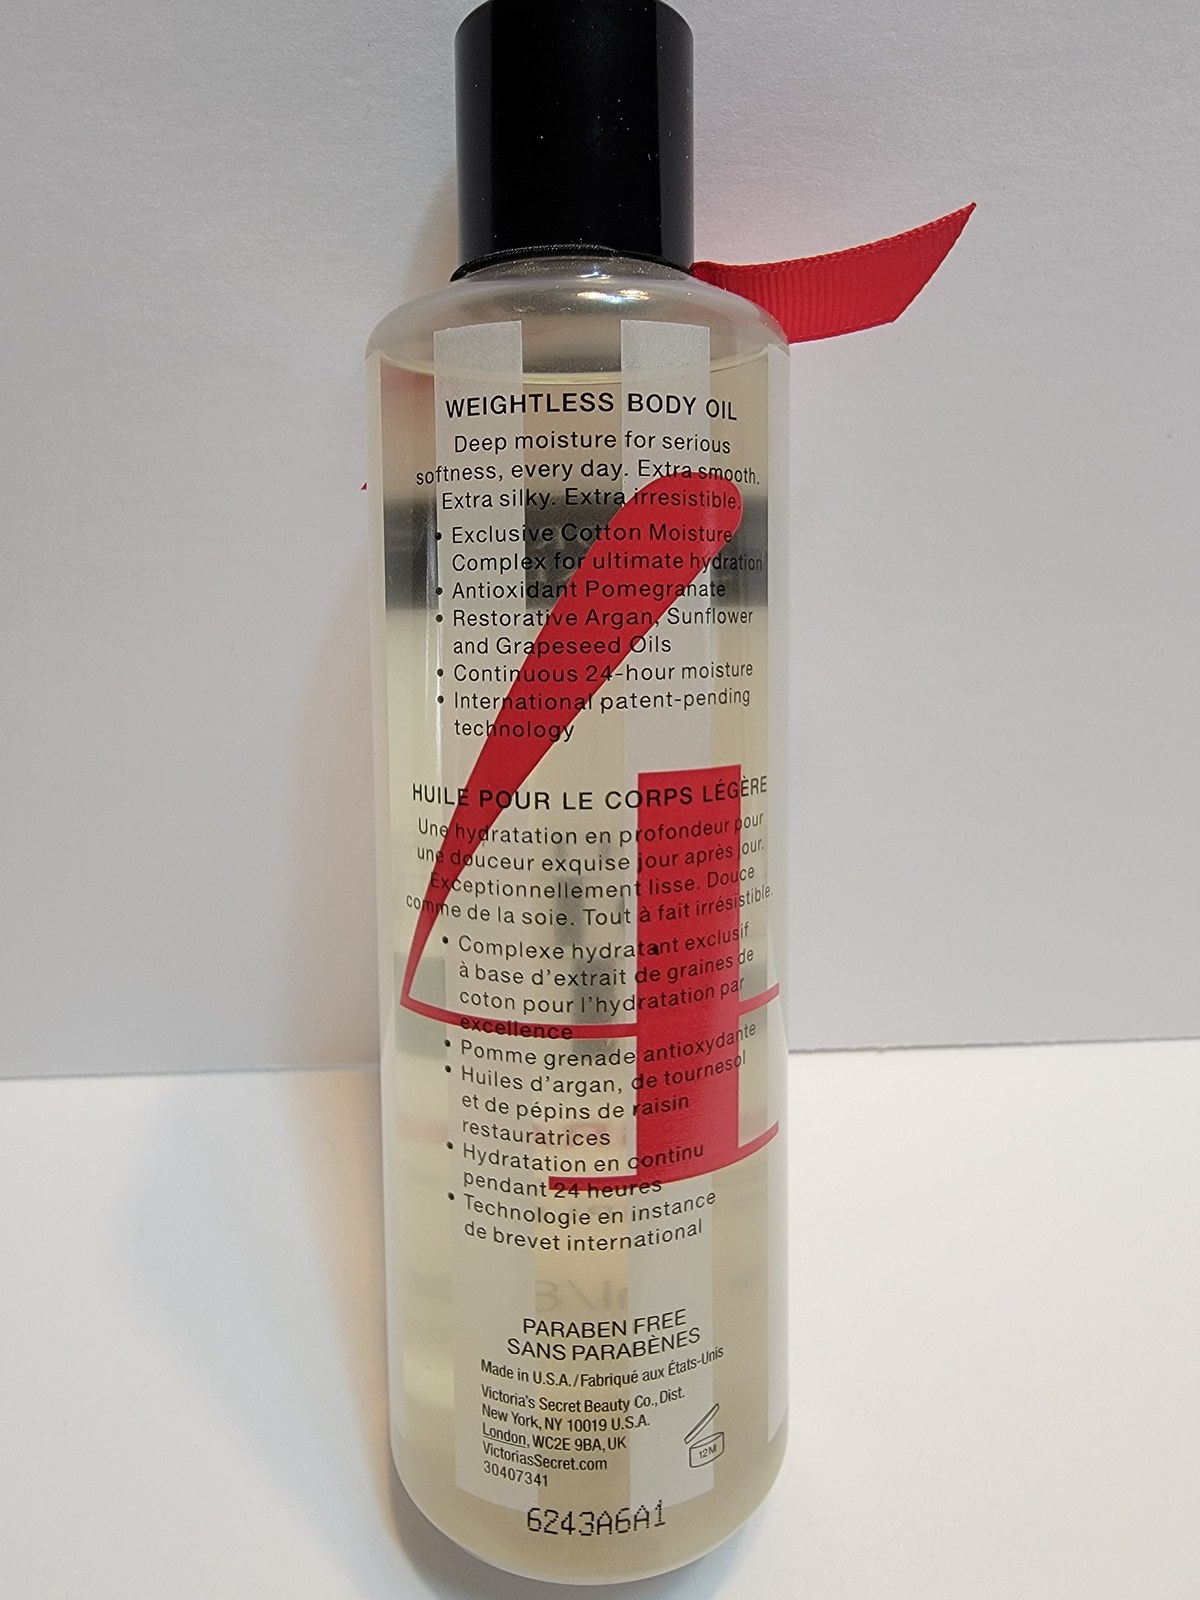 WEIGHTLESS BODY OIL
Deep moisture for serious
softness, every day. Extra smooth.
Extra silky. Extra irresistible.
• Exclusive Cotton Moisture
Complex for ultimate hydration
• Antioxidant Pomegranate
• Restorative Argan, Sunflower
and Grapeseed Oils
• Continuous 24-hour moisture
• International patent-pending
technology
HUILE POUR LE CORPS LÉGÈRE
Une hydratation en profondeur pour
une douceur exquise jour après jour.
Exceptionnellement lisse. Douce
comme de la soie. Tout à fait irrésistible.
• Complexe hydratant exclusif
à base d'extrait de graines de
coton pour l'hydratation par
excellence
• Pomme grenade antioxydante
• Huiles d'argan, de tournesol
et de pépins de raisin
restauratrices
• Hydratation en continu
pendant 24 heures
• Technologie en instance
de brevet international
PARABEN FREE
SANS PARABÈNES
Made in U.S.A./Fabriqué aux États-Unis
Victoria's Secret Beauty Co., Dist.
New York, NY 10019 U.S.A.
London, WC2E 9BA, UK
VictoriasSecret.com
30407341
12M
6243A6A1